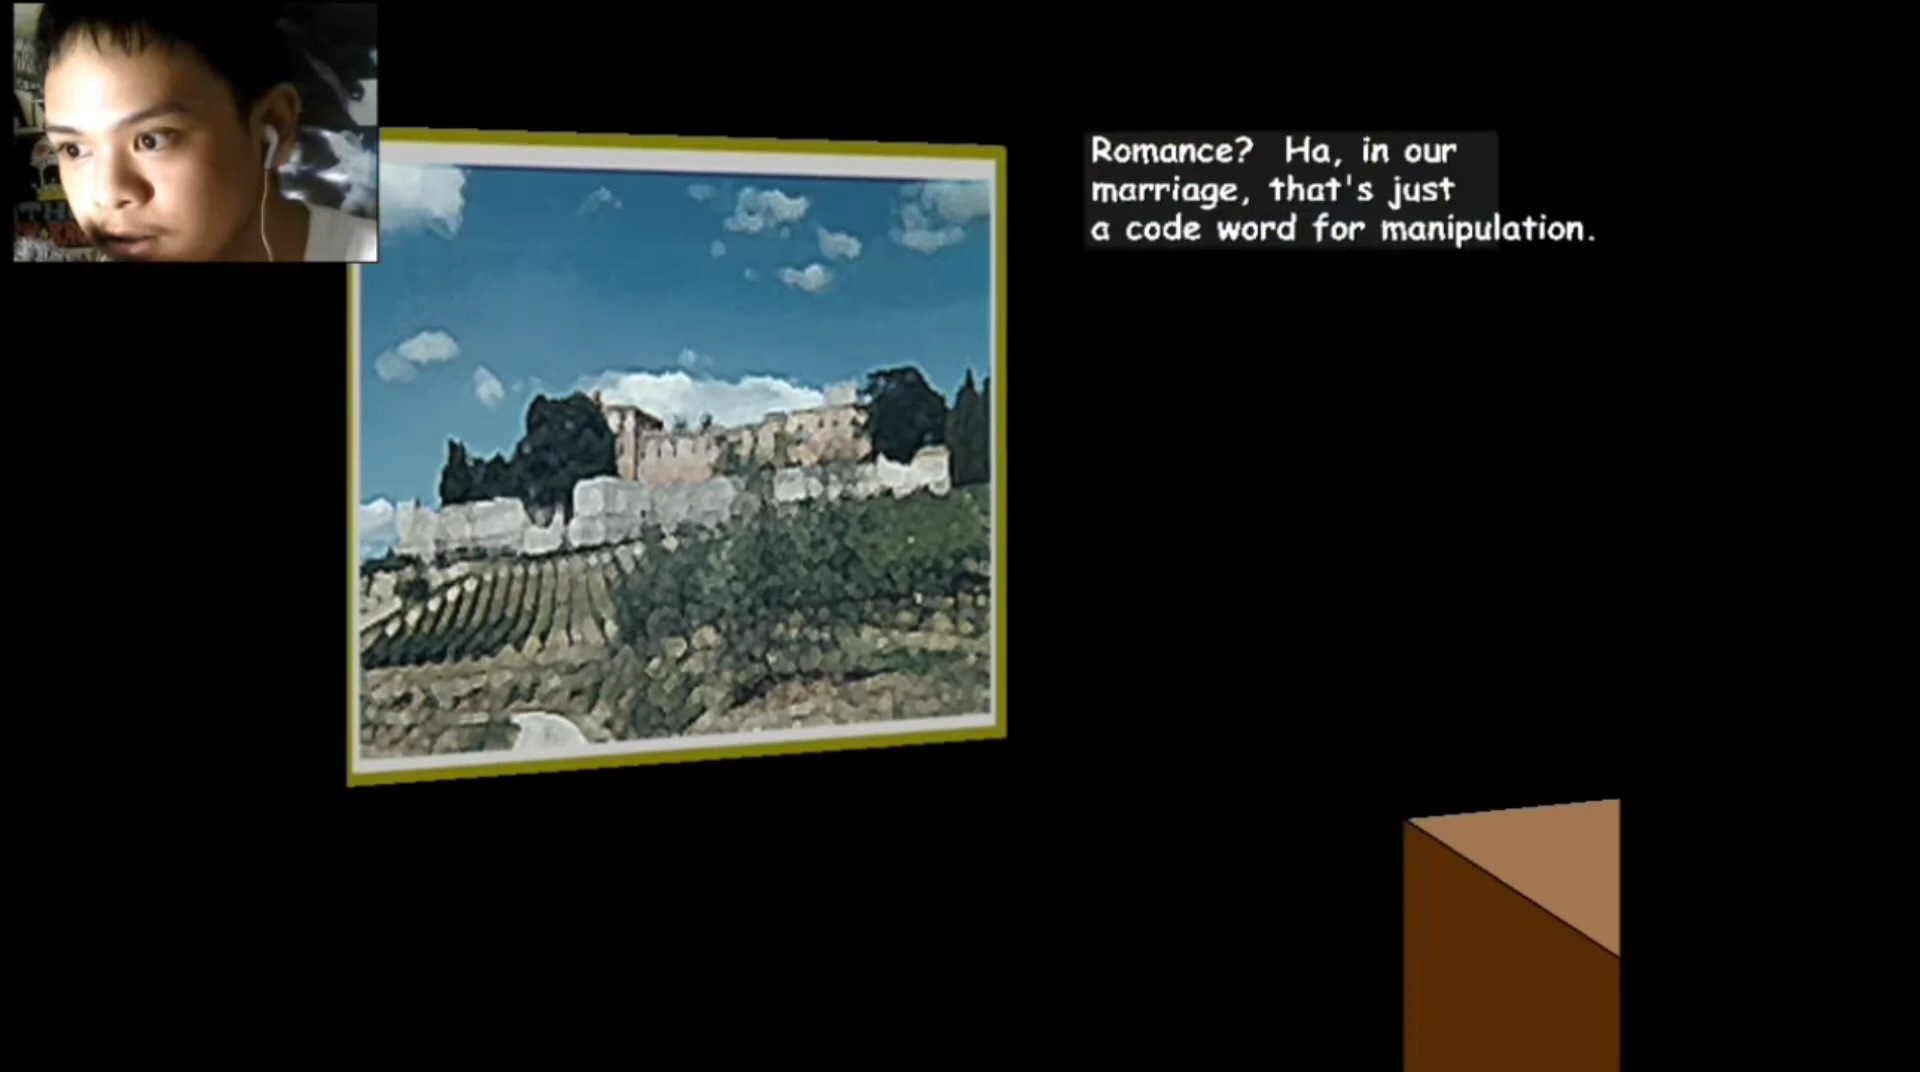 Romance?  Ha, in our
marriage, that's just
a code word for manipulation.